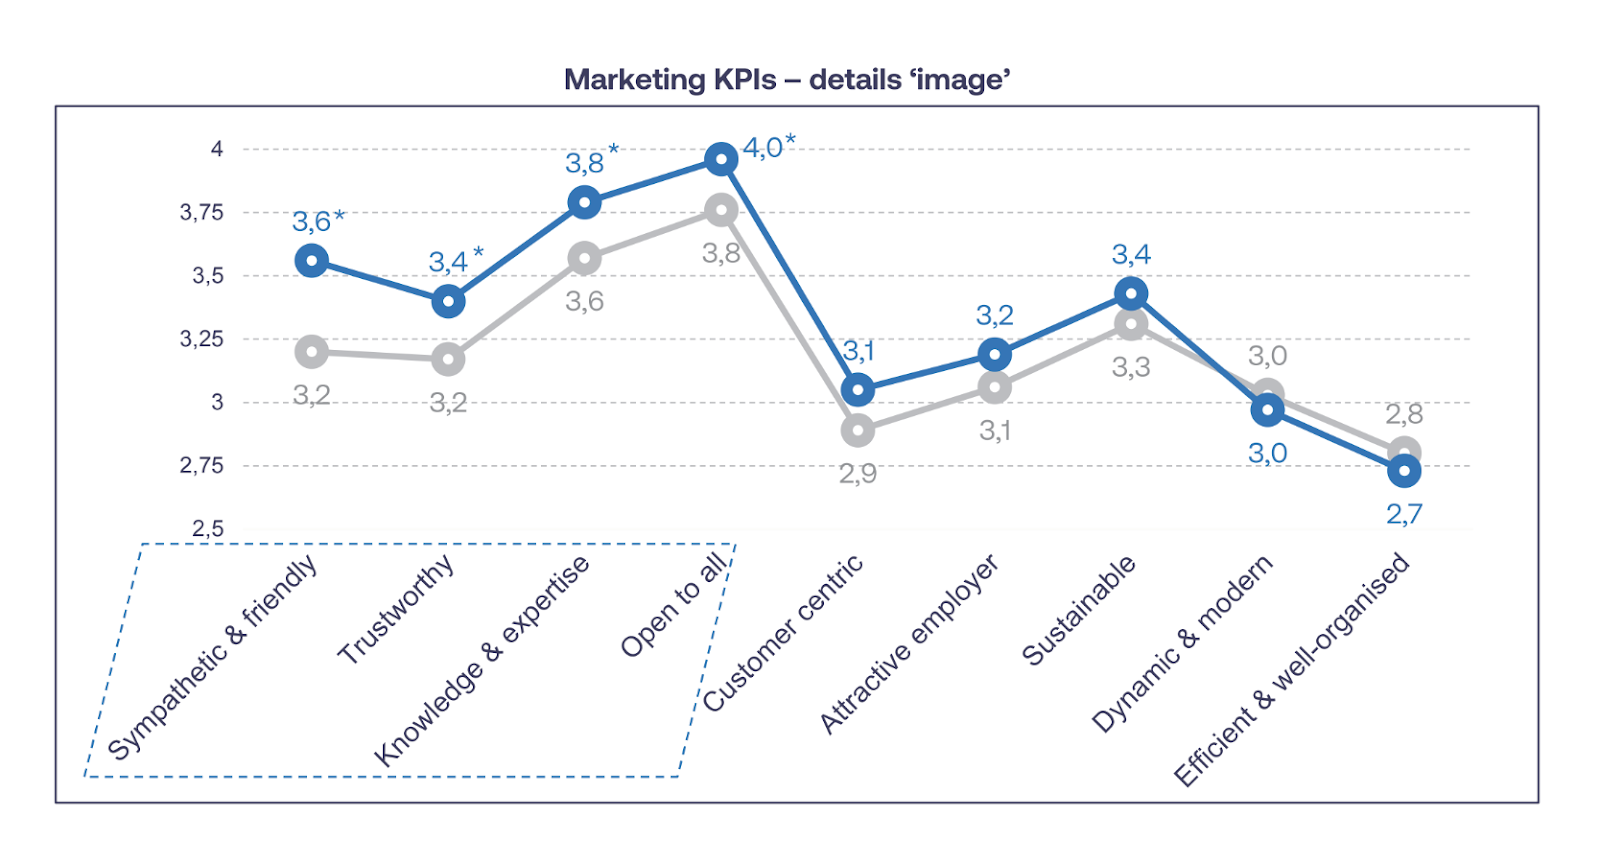 Marketing KPIs – details ‘image’
4
3,75
3,5
3,25
3
2,75
2,5
3,6*
3,4*
3,8*
4,0*
3,1
3,2
3,4
3,0
2,7
3,2
3,2
3,6
3,8
2,9
3,1
3,3
3,0
2,8
Sympathetic & friendly
Trustworthy
Knowledge & expertise
Open to all
Customer centric
Attractive employer
Sustainable
Dynamic & modern
Efficient & well-organised